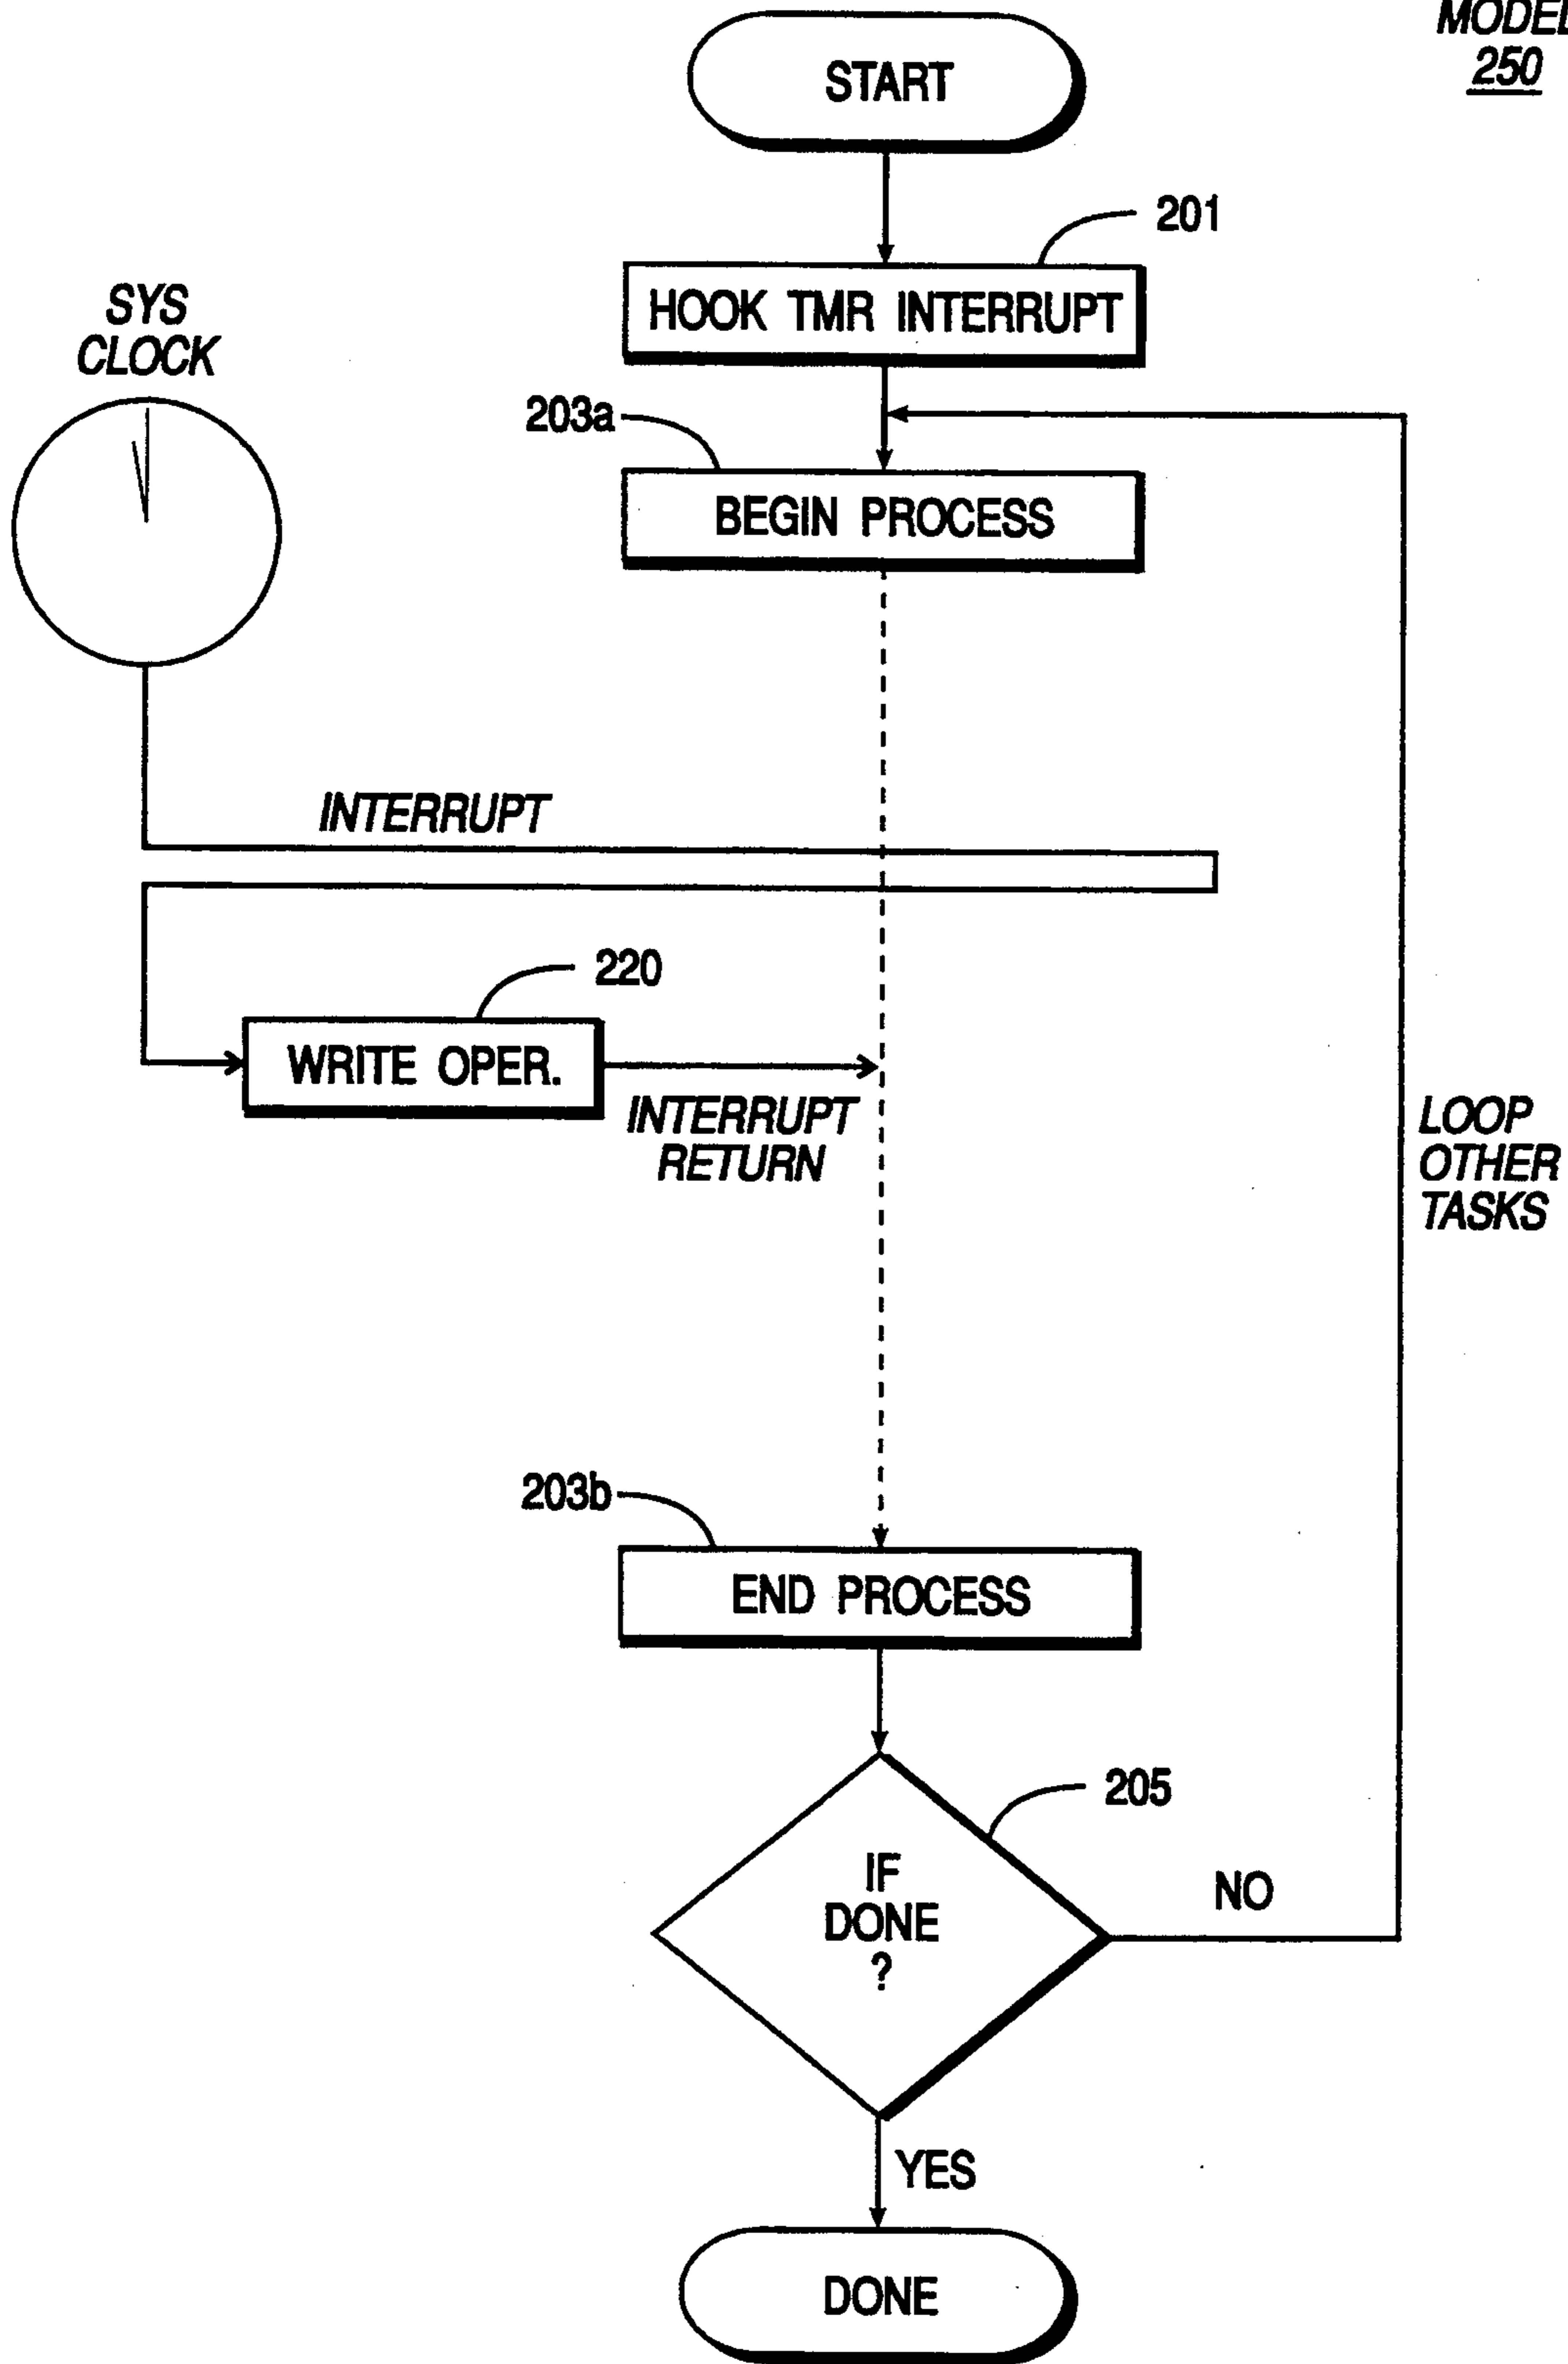 MODEL
250
START
201
HOOK TMR INTERRUPT
SYS
CLOCK
203a
BEGIN PROCESS
INTERRUPT
220
WRITE OPER.
INTERRUPT
RETURN
LOOP
OTHER
TASKS
203b
END PROCESS
205
IF
DONE
?
NO
YES
DONE